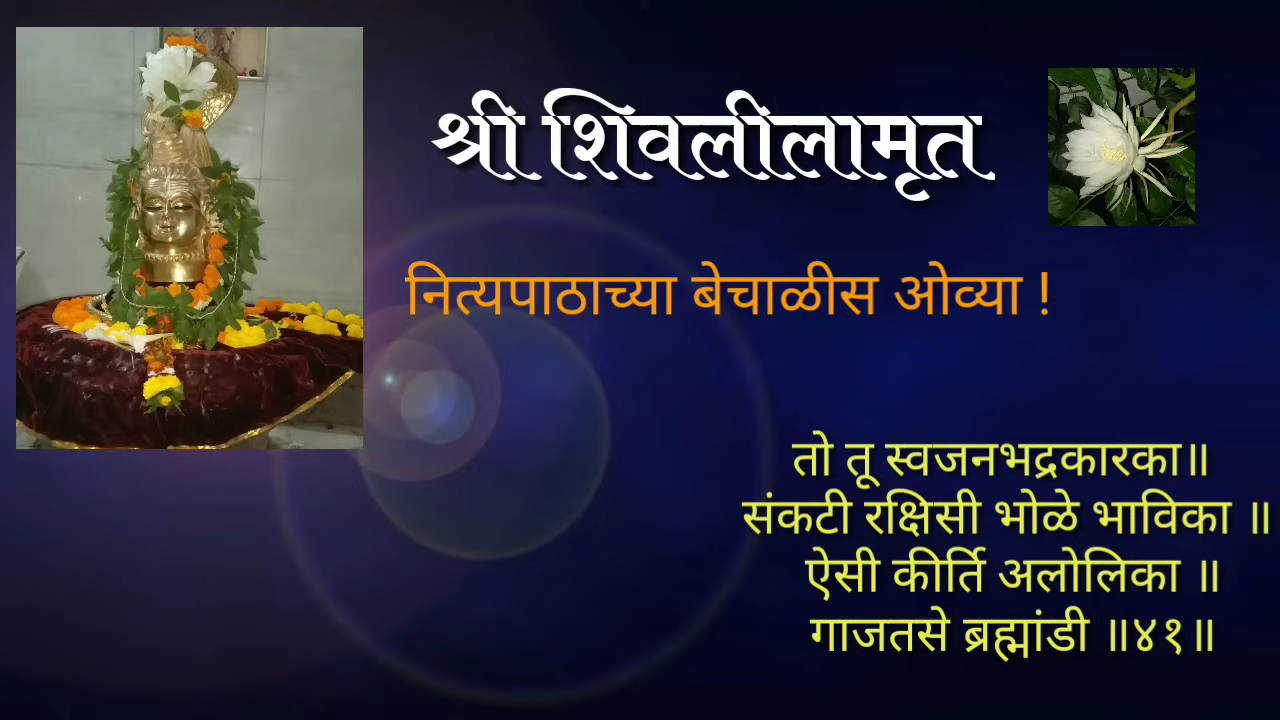 श्री शिवलीलामृत
नित्यपाठाच्या बेचाळीस ओव्या !
तो तू स्वजनभद्रकारका॥
संकटी रक्षिसी भोळे भाविका ॥
ऐसी कीर्ति अलोलिका ॥
गाजतसे ब्रह्मांडी ॥४१॥